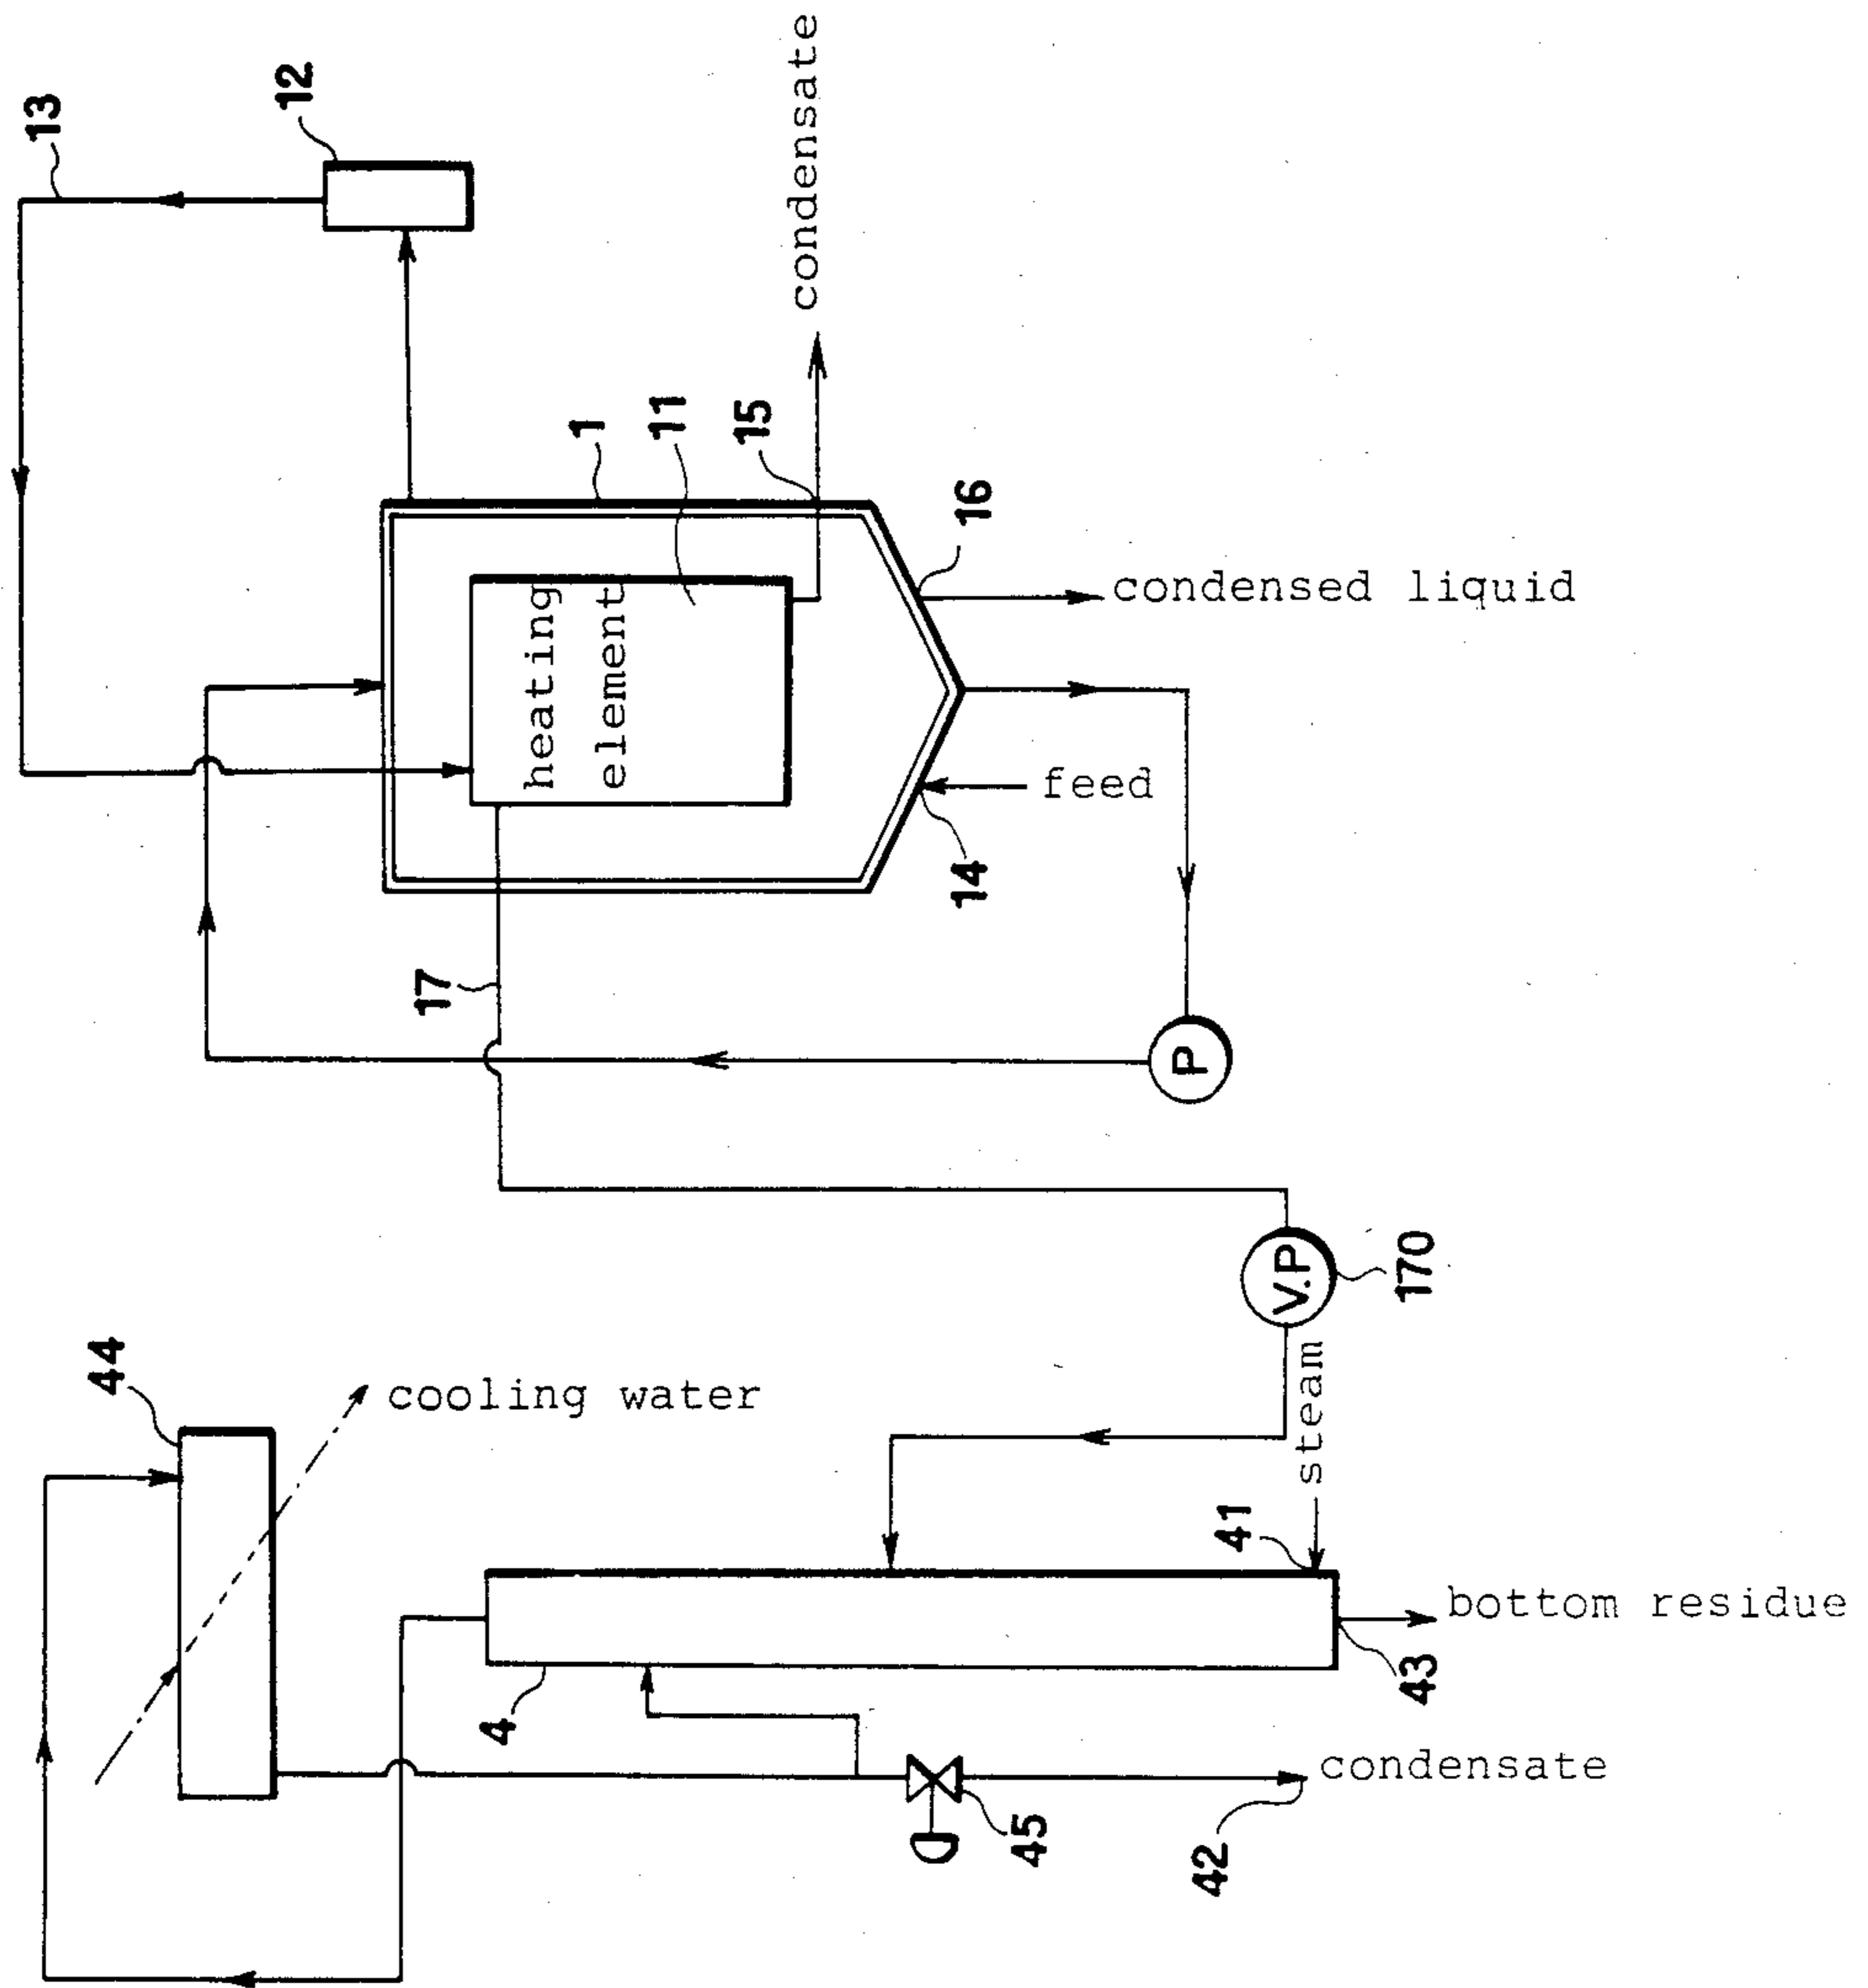 13
12
condensate
1
11
15
heating
element
16
condensed liquid
feed
14
17
P
V.P
170
steam
44
cooling water
41
bottom residue
43
4
45
condensate
42